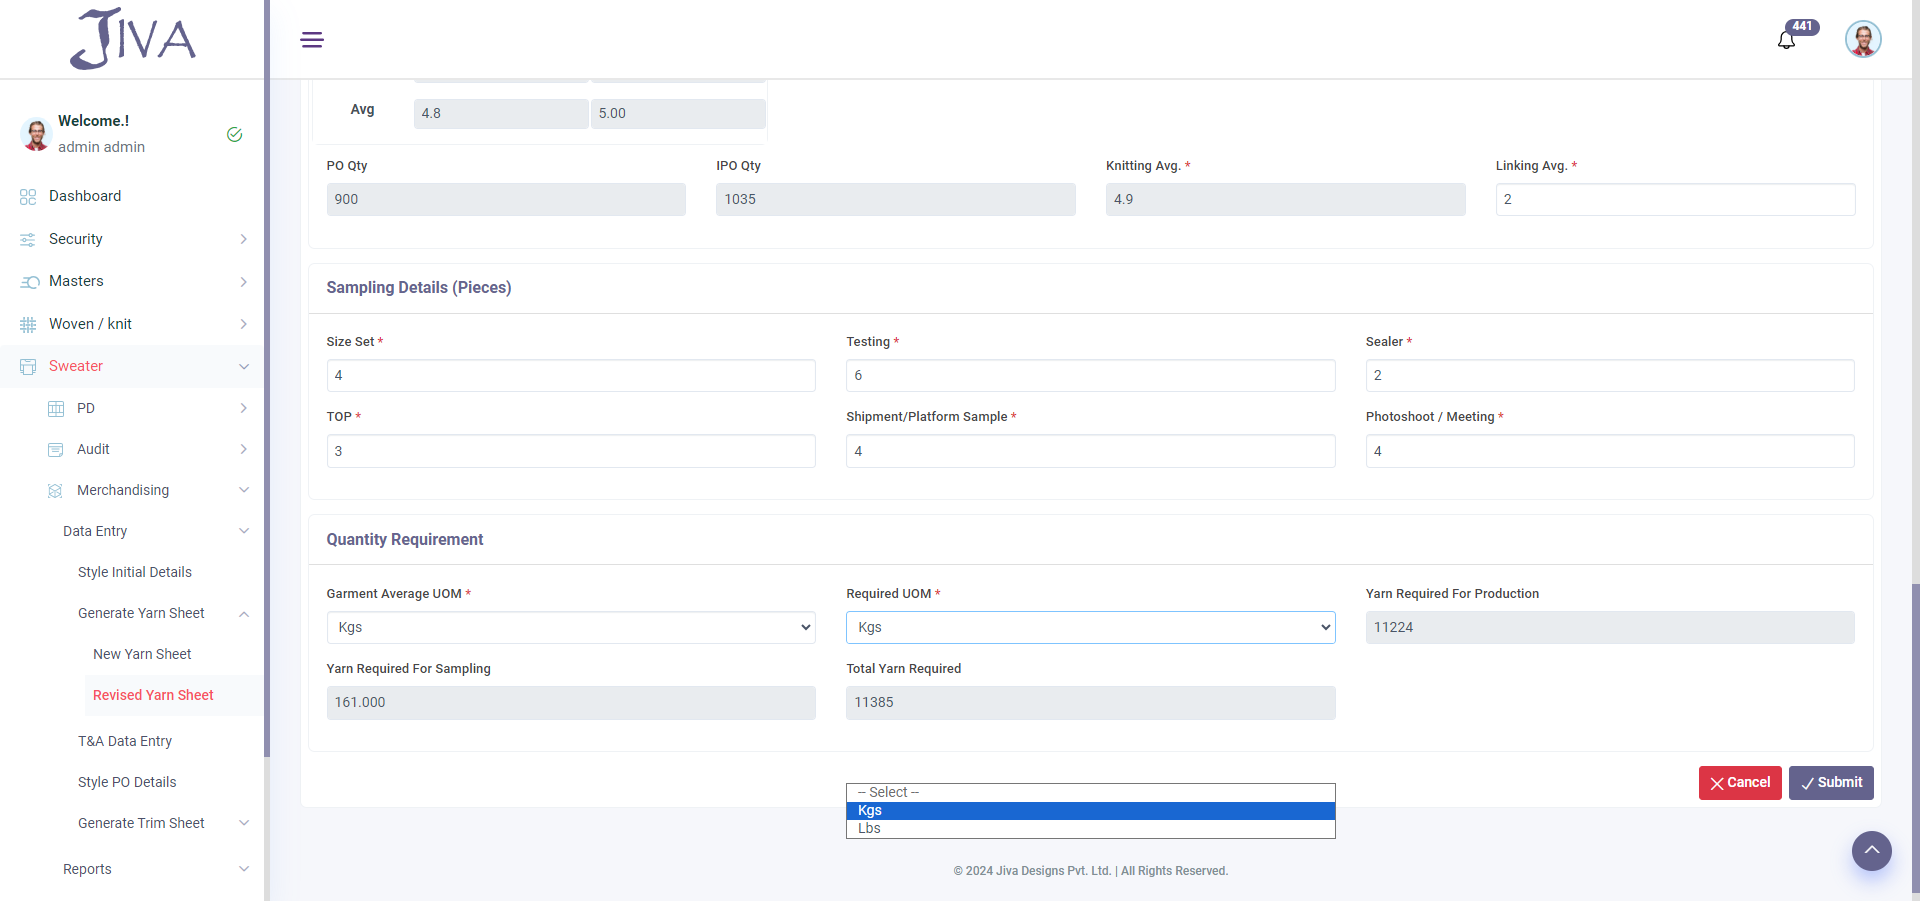 JIVA
441
Welcome.!
admin admin
Dashboard
Security
Masters
Woven / knit
Sweater
PD
Audit
Merchandising
Data Entry
Style Initial Details
Generate Yarn Sheet
New Yarn Sheet
Revised Yarn Sheet
T&A Data Entry
Style PO Details
Generate Trim Sheet
Reports
Avg 4.8 5.00
PO Qty IPO Qty Knitting Avg. * Linking Avg. *
900 1035 4.9 2
Sampling Details (Pieces)
Size Set * Testing * Sealer *
4 6 2
TOP * Shipment/Platform Sample * Photoshoot / Meeting *
3 4 4
Quantity Requirement
Garment Average UOM * Required UOM * Yarn Required For Production
Kgs Kgs 11224
Yarn Required For Sampling Total Yarn Required
161.000 11385
Cancel Submit
-- Select --
Kgs
Lbs
© 2024 Jiva Designs Pvt. Ltd. | All Rights Reserved.